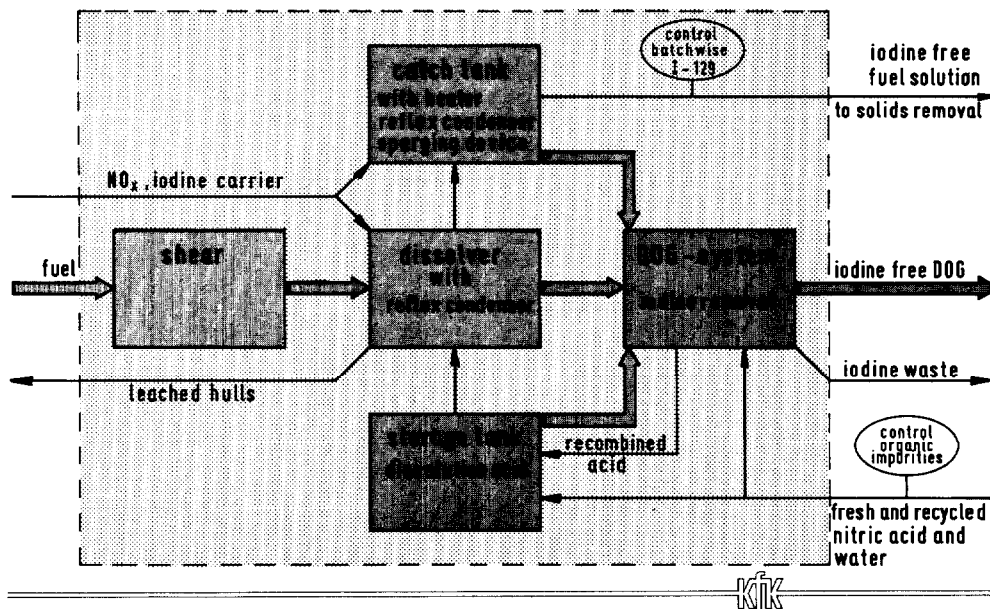 control
batchwise
I-129
iodine free
fuel solution
to solids removal
catch tank
with heater
reflux condenser
sparging device
NOx, iodine carrier
fuel
shear
dissolver
with
reflux condenser
DOG-system
iodine removal
iodine free DOG
leached hulls
iodine waste
storage tank
recombined
acid
control
organic
impurities
fresh and recycled
nitric acid and
water
KfK